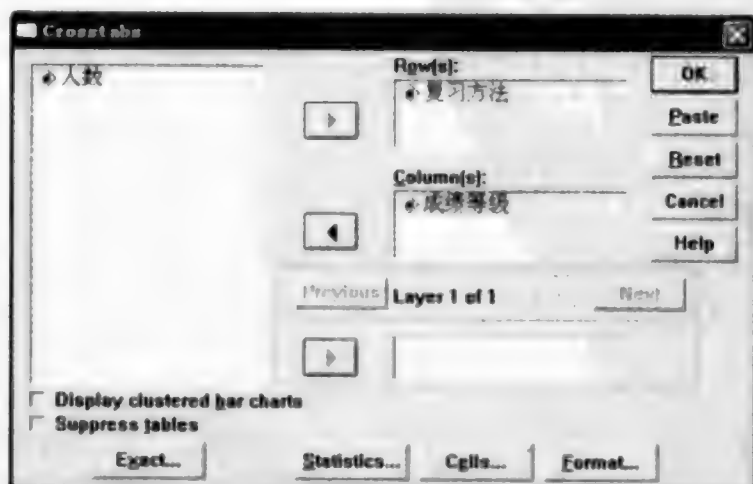 Crosstabs
人数
Row(s):
复习方法
Column(s):
成绩等级
OK
Paste
Reset
Cancel
Help
Previous
Layer 1 of 1
Next
Display clustered bar charts
Suppress tables
Exact...
Statistics...
Cells...
Format...